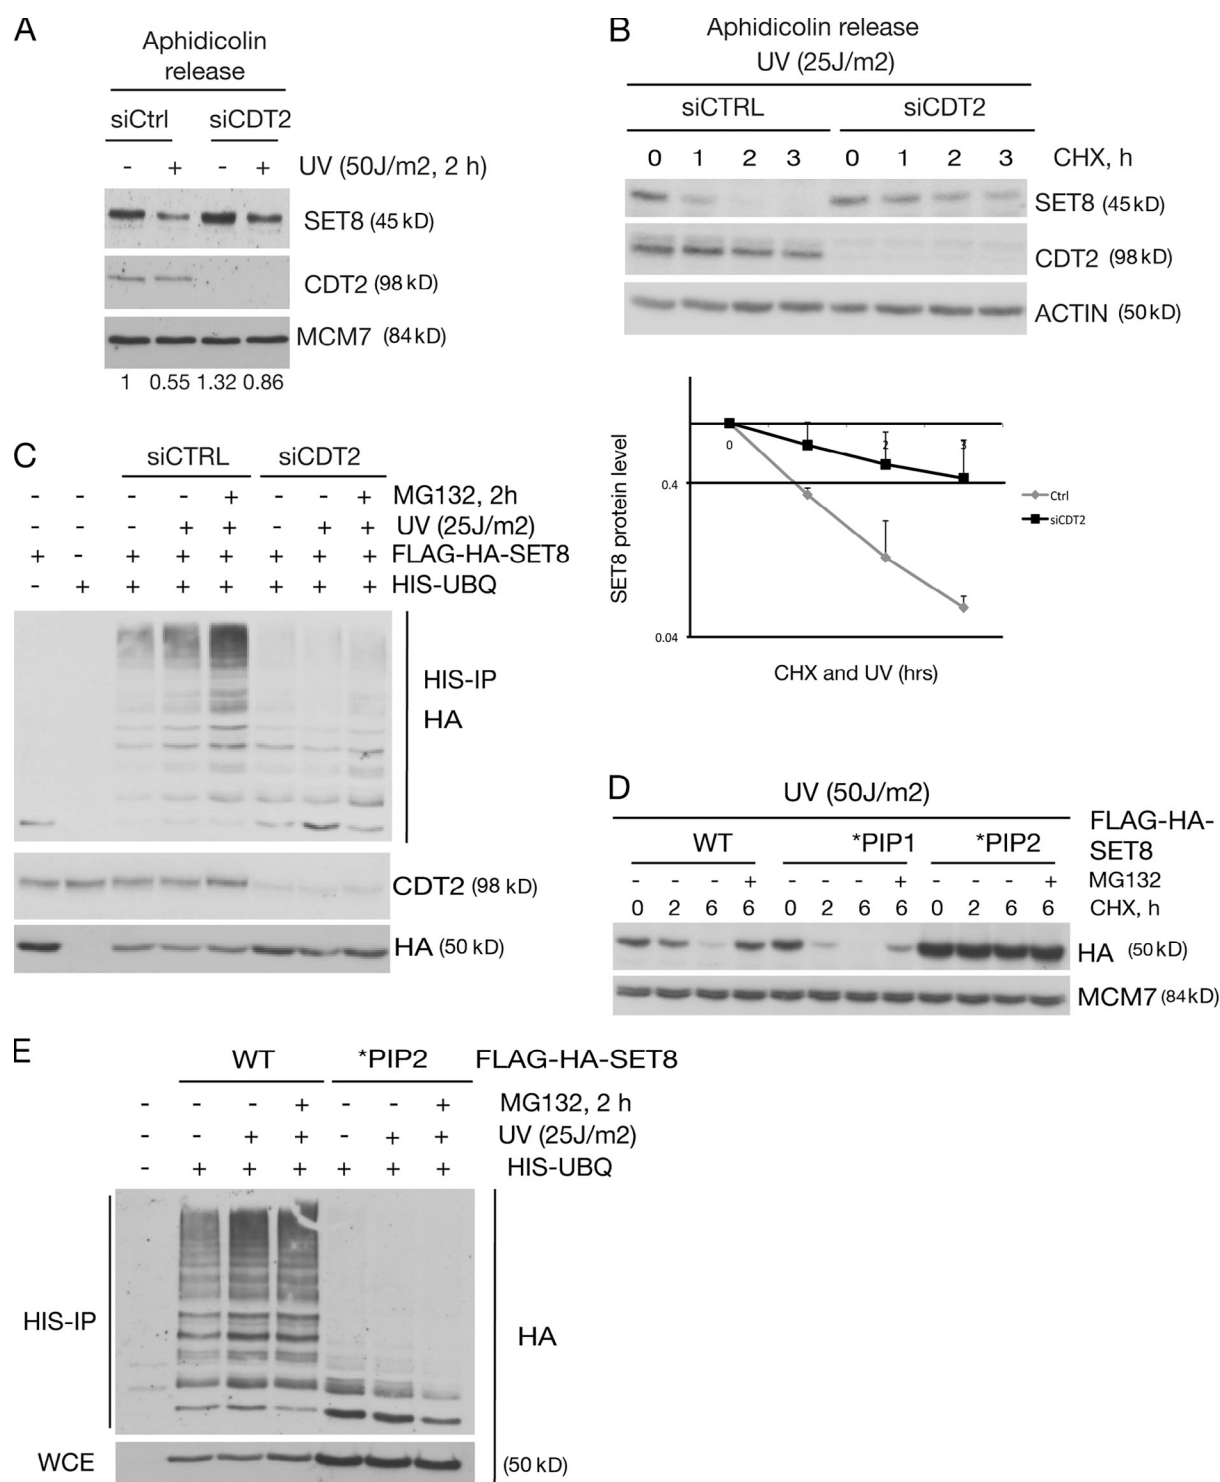 A
Aphidicolin
release
siCtrl siCDT2
- + - + UV (50J/m2, 2 h)
SET8 (45 kD)
CDT2 (98 kD)
MCM7 (84 kD)
1 0.55 1.32 0.86
B
Aphidicolin release
UV (25J/m2)
siCTRL siCDT2
0 1 2 3 0 1 2 3 CHX, h
SET8 (45 kD)
CDT2 (98 kD)
ACTIN (50 kD)
SET8 protein level
0 2 3
0.4
0.04
Ctrl
siCDT2
CHX and UV (hrs)
C
siCTRL siCDT2
- - - - + - - + MG132, 2h
- - - + + - + + UV (25J/m2)
+ - + + + + + + FLAG-HA-SET8
- + + + + + + + HIS-UBQ
HIS-IP
HA
CDT2 (98 kD)
HA (50 kD)
D
UV (50J/m2)
FLAG-HA-
SET8
WT *PIP1 *PIP2
- - - + - - - + - - - + MG132
0 2 6 6 0 2 6 6 0 2 6 6 CHX, h
HA (50 kD)
MCM7 (84 kD)
E
WT *PIP2 FLAG-HA-SET8
- - - + - - + MG132, 2 h
- - + + - + + UV (25J/m2)
- + + + + + + HIS-UBQ
HIS-IP
HA
WCE (50 kD)